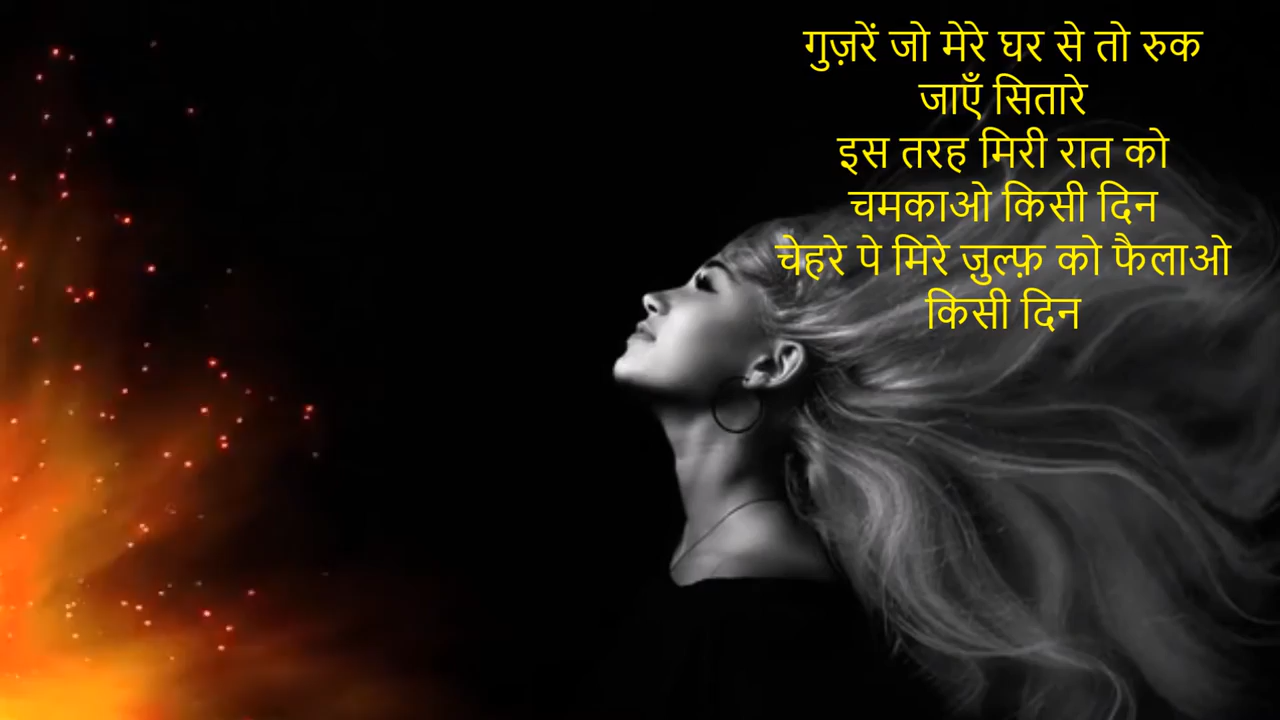 गुज़रें जो मेरे घर से तो रुक
जाएँ सितारे
इस तरह मिरी रात को
चमकाओ किसी दिन
चेहरे पे मिरे ज़ुल्फ़ को फैलाओ
किसी दिन